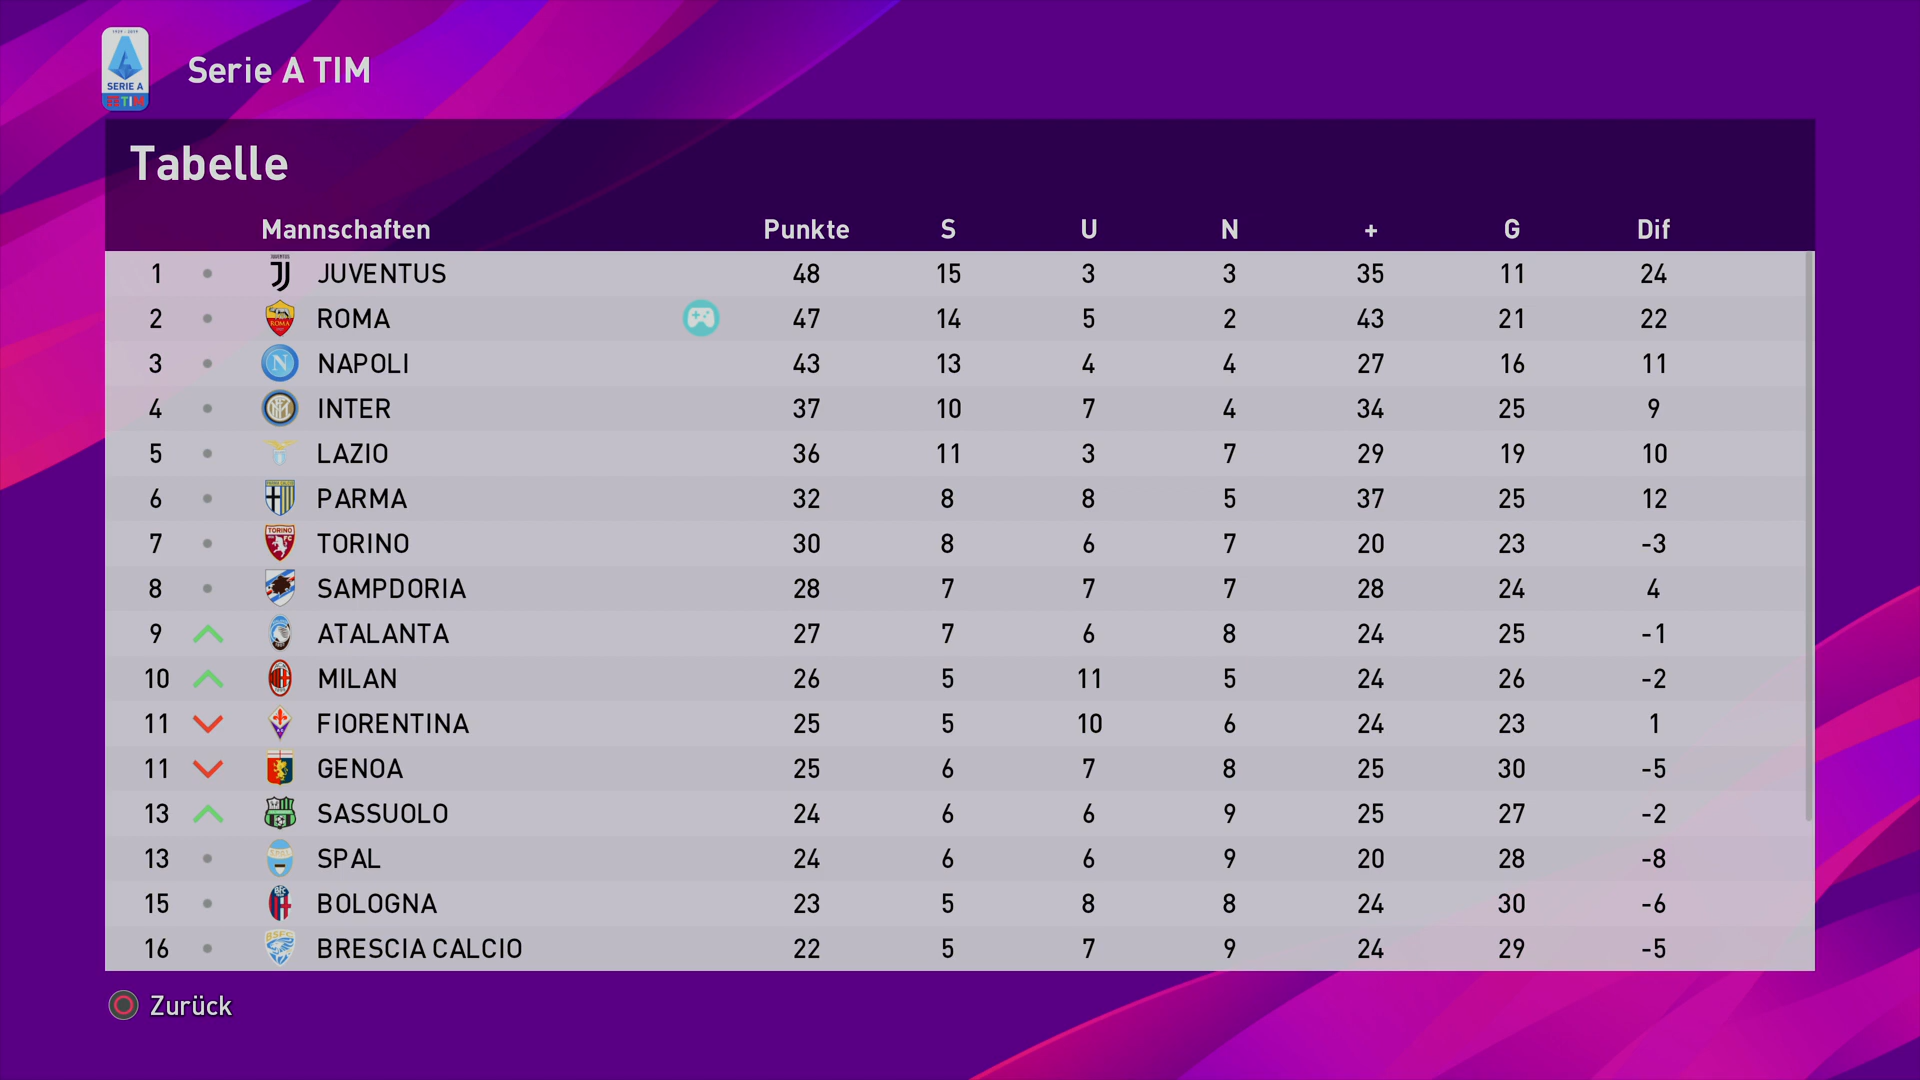 1929 - 2019
SERIE A
TIM
Serie A TIM
Tabelle
Mannschaften Punkte S U N + G Dif
1 JUVENTUS 48 15 3 3 35 11 24
2 ROMA 47 14 5 2 43 21 22
3 N NAPOLI 43 13 4 4 27 16 11
4 INTER 37 10 7 4 34 25 9
5 LAZIO 36 11 3 7 29 19 10
6 PARMA 32 8 8 5 37 25 12
7 TORINO 30 8 6 7 20 23 -3
8 SAMPDORIA 28 7 7 7 28 24 4
9 ATALANTA 27 7 6 8 24 25 -1
10 MILAN 26 5 11 5 24 26 -2
11 FIORENTINA 25 5 10 6 24 23 1
11 GENOA 25 6 7 8 25 30 -5
13 SASSUOLO 24 6 6 9 25 27 -2
13 SPAL 24 6 6 9 20 28 -8
15 BOLOGNA 23 5 8 8 24 30 -6
16 BRESCIA CALCIO 22 5 7 9 24 29 -5
Zurück